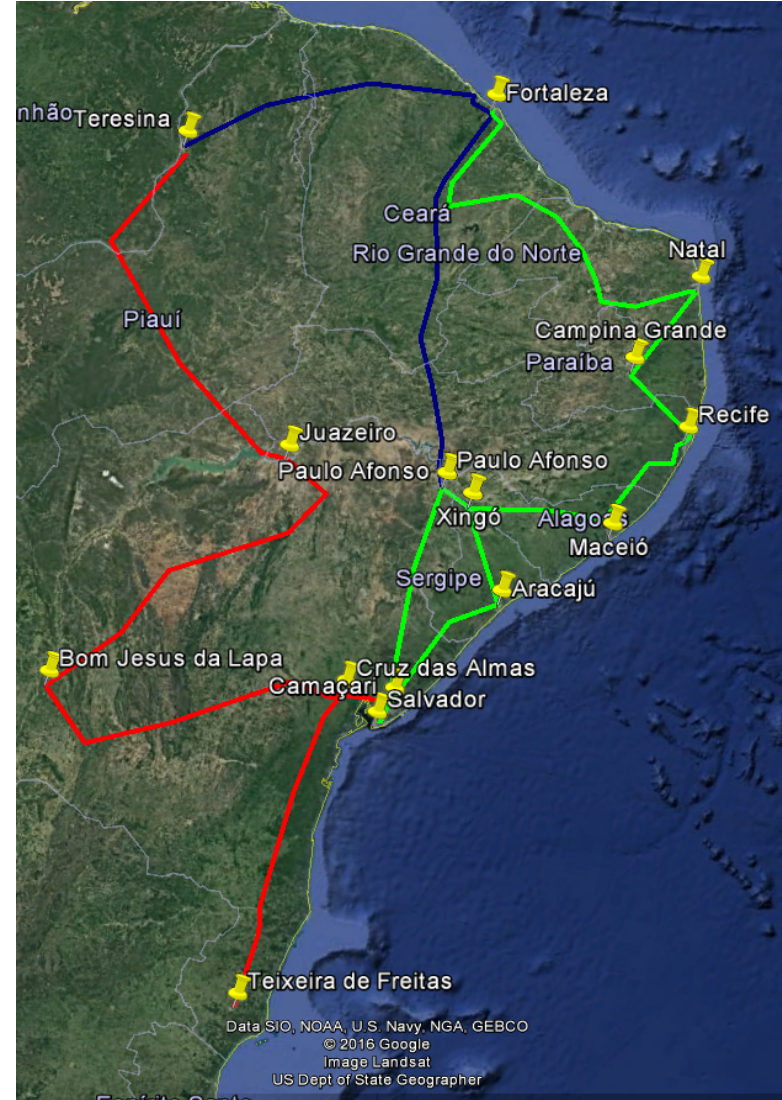 Fortaleza
nhão
Teresina
Ceará
Rio Grande do Norte
Natal
Piauí
Campina Grande
Paraíba
Recife
Juazeiro
Paulo Afonso
Paulo Afonso
Xingó
Alagoas
Maceió
Sergipe
Aracajú
Bom Jesus da Lapa
Cruz das Almas
Camaçari
Salvador
Teixeira de Freitas
Data SIO, NOAA, U.S. Navy, NGA, GEBCO
© 2016 Google
Image Landsat
US Dept of State Geographer
Espírito Santo